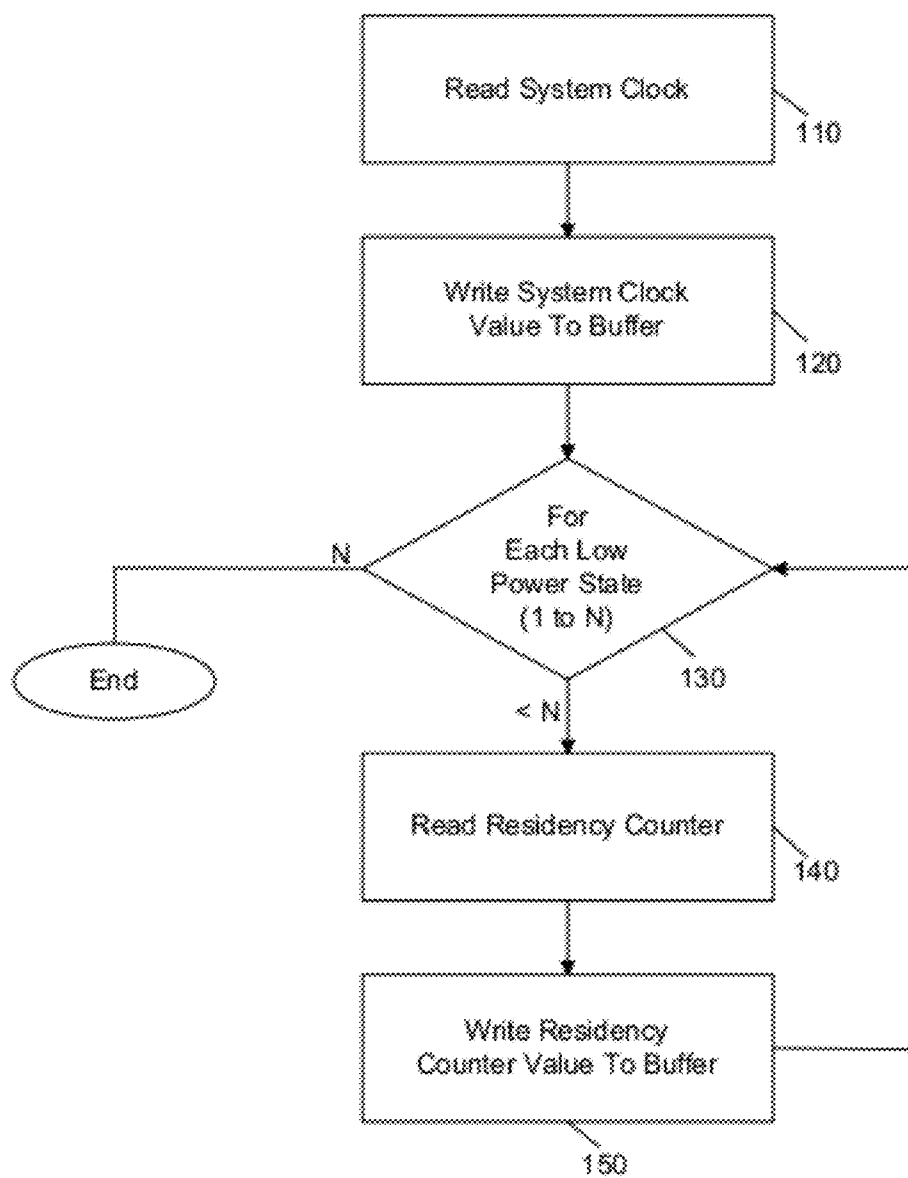 Read System Clock
110
Write System Clock
Value To Buffer
120
For
Each Low
Power State
(1 to N)
N
130
End
< N
Read Residency Counter
140
Write Residency
Counter Value To Buffer
150